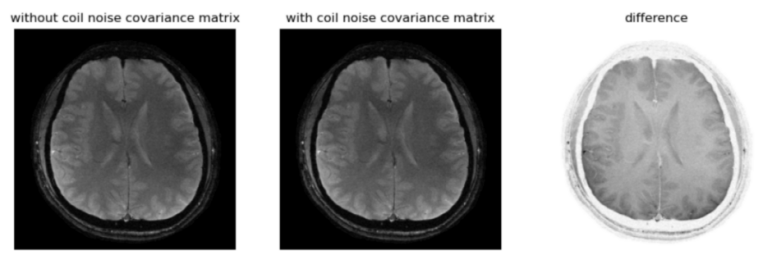 without coil noise covariance matrix
with coil noise covariance matrix
difference